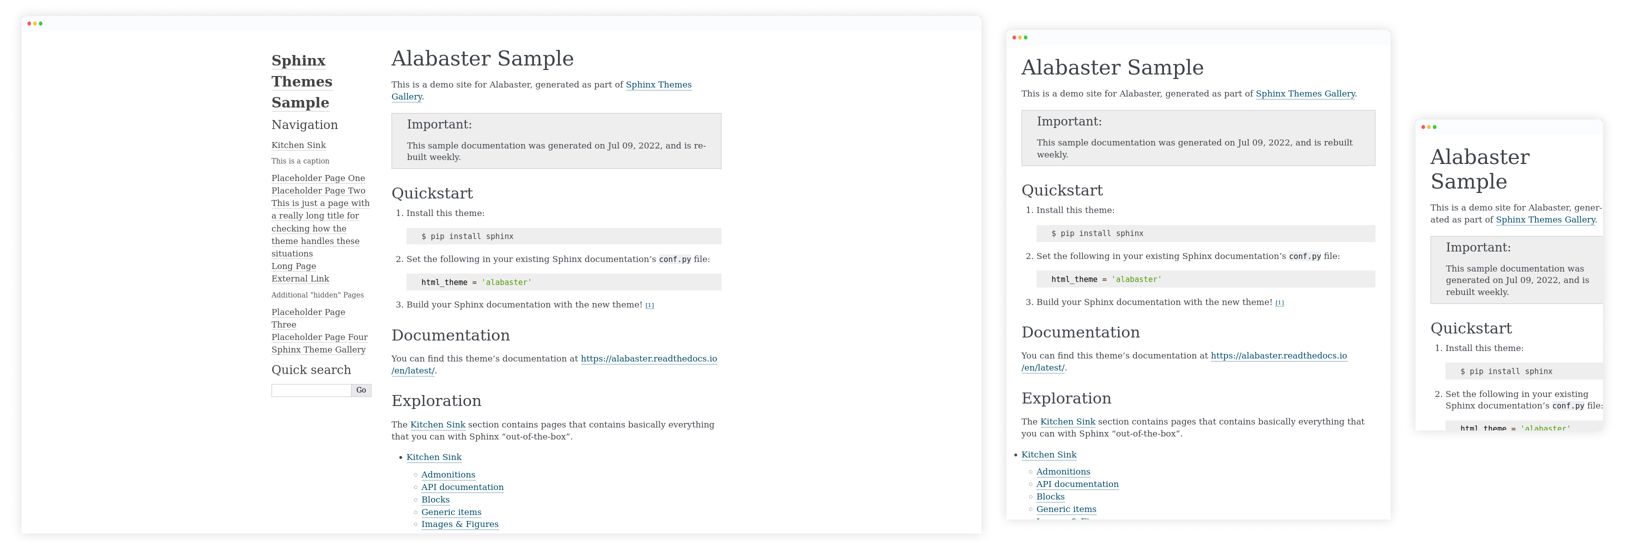 Sphinx
Themes
Sample
Navigation
Kitchen Sink
This is a caption
Placeholder Page One
Placeholder Page Two
This is just a page with
a really long title for
checking how the
theme handles these
situations
Long Page
External Link
Additional "hidden" Pages
Placeholder Page
Three
Placeholder Page Four
Sphinx Theme Gallery
Quick search
Go
Alabaster Sample
This is a demo site for Alabaster, generated as part of Sphinx Themes
Gallery.
Important:
This sample documentation was generated on Jul 09, 2022, and is re-
built weekly.
Quickstart
1. Install this theme:
$ pip install sphinx
2. Set the following in your existing Sphinx documentation’s conf.py file:
html_theme = 'alabaster'
3. Build your Sphinx documentation with the new theme! [1]
Documentation
You can find this theme’s documentation at https://alabaster.readthedocs.io
/en/latest/.
Exploration
The Kitchen Sink section contains pages that contains basically everything
that you can with Sphinx “out-of-the-box”.
• Kitchen Sink
◦ Admonitions
◦ API documentation
◦ Blocks
◦ Generic items
◦ Images & Figures
Alabaster Sample
This is a demo site for Alabaster, generated as part of Sphinx Themes Gallery.
Important:
This sample documentation was generated on Jul 09, 2022, and is rebuilt
weekly.
Quickstart
1. Install this theme:
$ pip install sphinx
2. Set the following in your existing Sphinx documentation’s conf.py file:
html_theme = 'alabaster'
3. Build your Sphinx documentation with the new theme! [1]
Documentation
You can find this theme’s documentation at https://alabaster.readthedocs.io
/en/latest/.
Exploration
The Kitchen Sink section contains pages that contains basically everything that
you can with Sphinx “out-of-the-box”.
• Kitchen Sink
◦ Admonitions
◦ API documentation
◦ Blocks
◦ Generic items
Alabaster
Sample
This is a demo site for Alabaster, gener-
ated as part of Sphinx Themes Gallery.
Important:
This sample documentation was
generated on Jul 09, 2022, and is
rebuilt weekly.
Quickstart
1. Install this theme:
$ pip install sphinx
2. Set the following in your existing
Sphinx documentation’s conf.py file:
html_theme = 'alabaster'